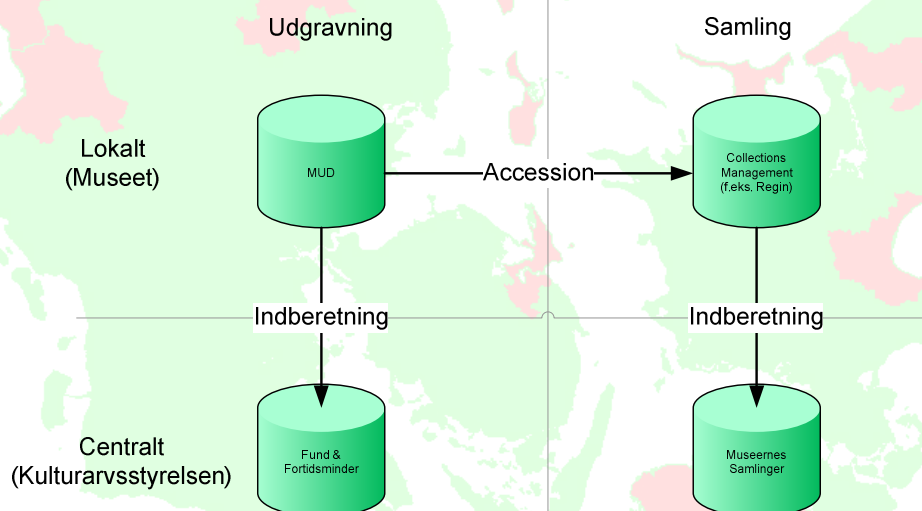 Udgravning
Samling
Lokalt
(Museet)
MUD
Accession
Collections
Management
(f.eks. Regin)
Indberetning
Indberetning
Centralt
(Kulturarvsstyrelsen)
Fund &
Fortidsminder
Museernes
Samlinger